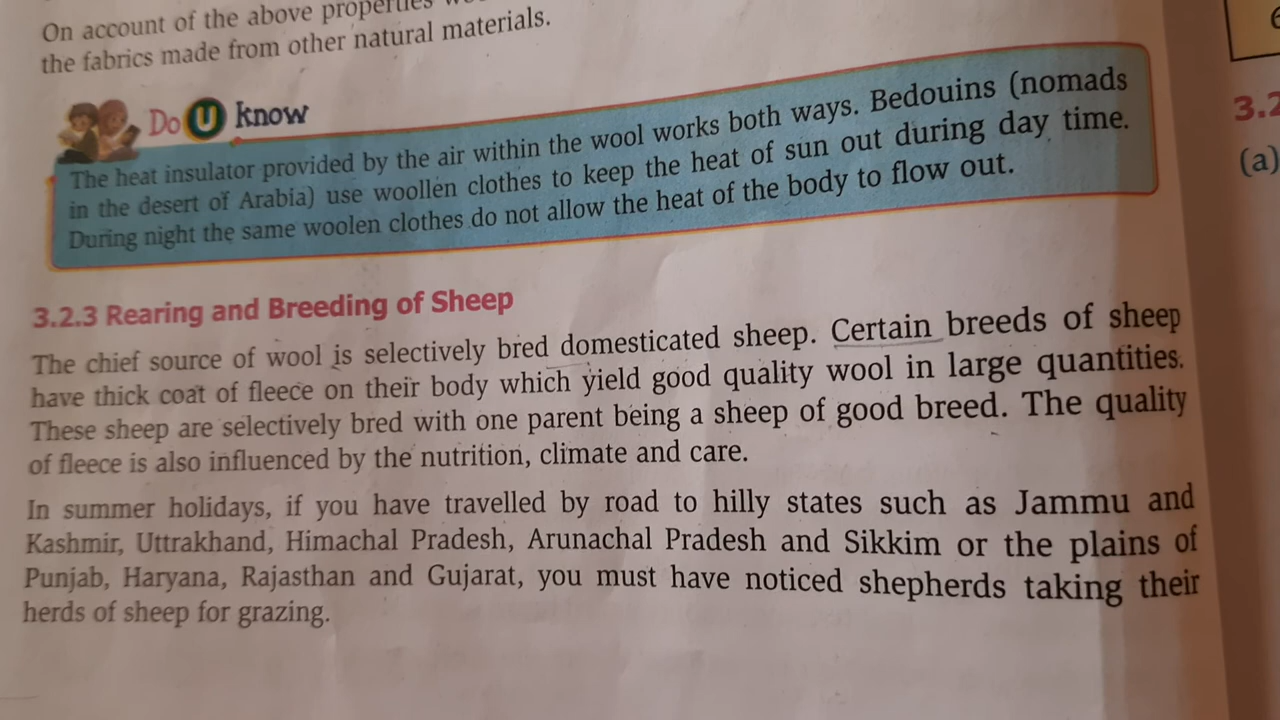 On account of the above properties
the fabrics made from other natural materials.
Do U know
The heat insulator provided by the air within the wool works both ways. Bedouins (nomads
in the desert of Arabia) use woollen clothes to keep the heat of sun out during day time.
During night the same woolen clothes do not allow the heat of the body to flow out.
3.2.3 Rearing and Breeding of Sheep
The chief source of wool is selectively bred domesticated sheep. Certain breeds of sheep
have thick coat of fleece on their body which yield good quality wool in large quantities.
These sheep are selectively bred with one parent being a sheep of good breed. The quality
of fleece is also influenced by the nutrition, climate and care.
In summer holidays, if you have travelled by road to hilly states such as Jammu and
Kashmir, Uttrakhand, Himachal Pradesh, Arunachal Pradesh and Sikkim or the plains of
Punjab, Haryana, Rajasthan and Gujarat, you must have noticed shepherds taking their
herds of sheep for grazing.
3.2
(a)